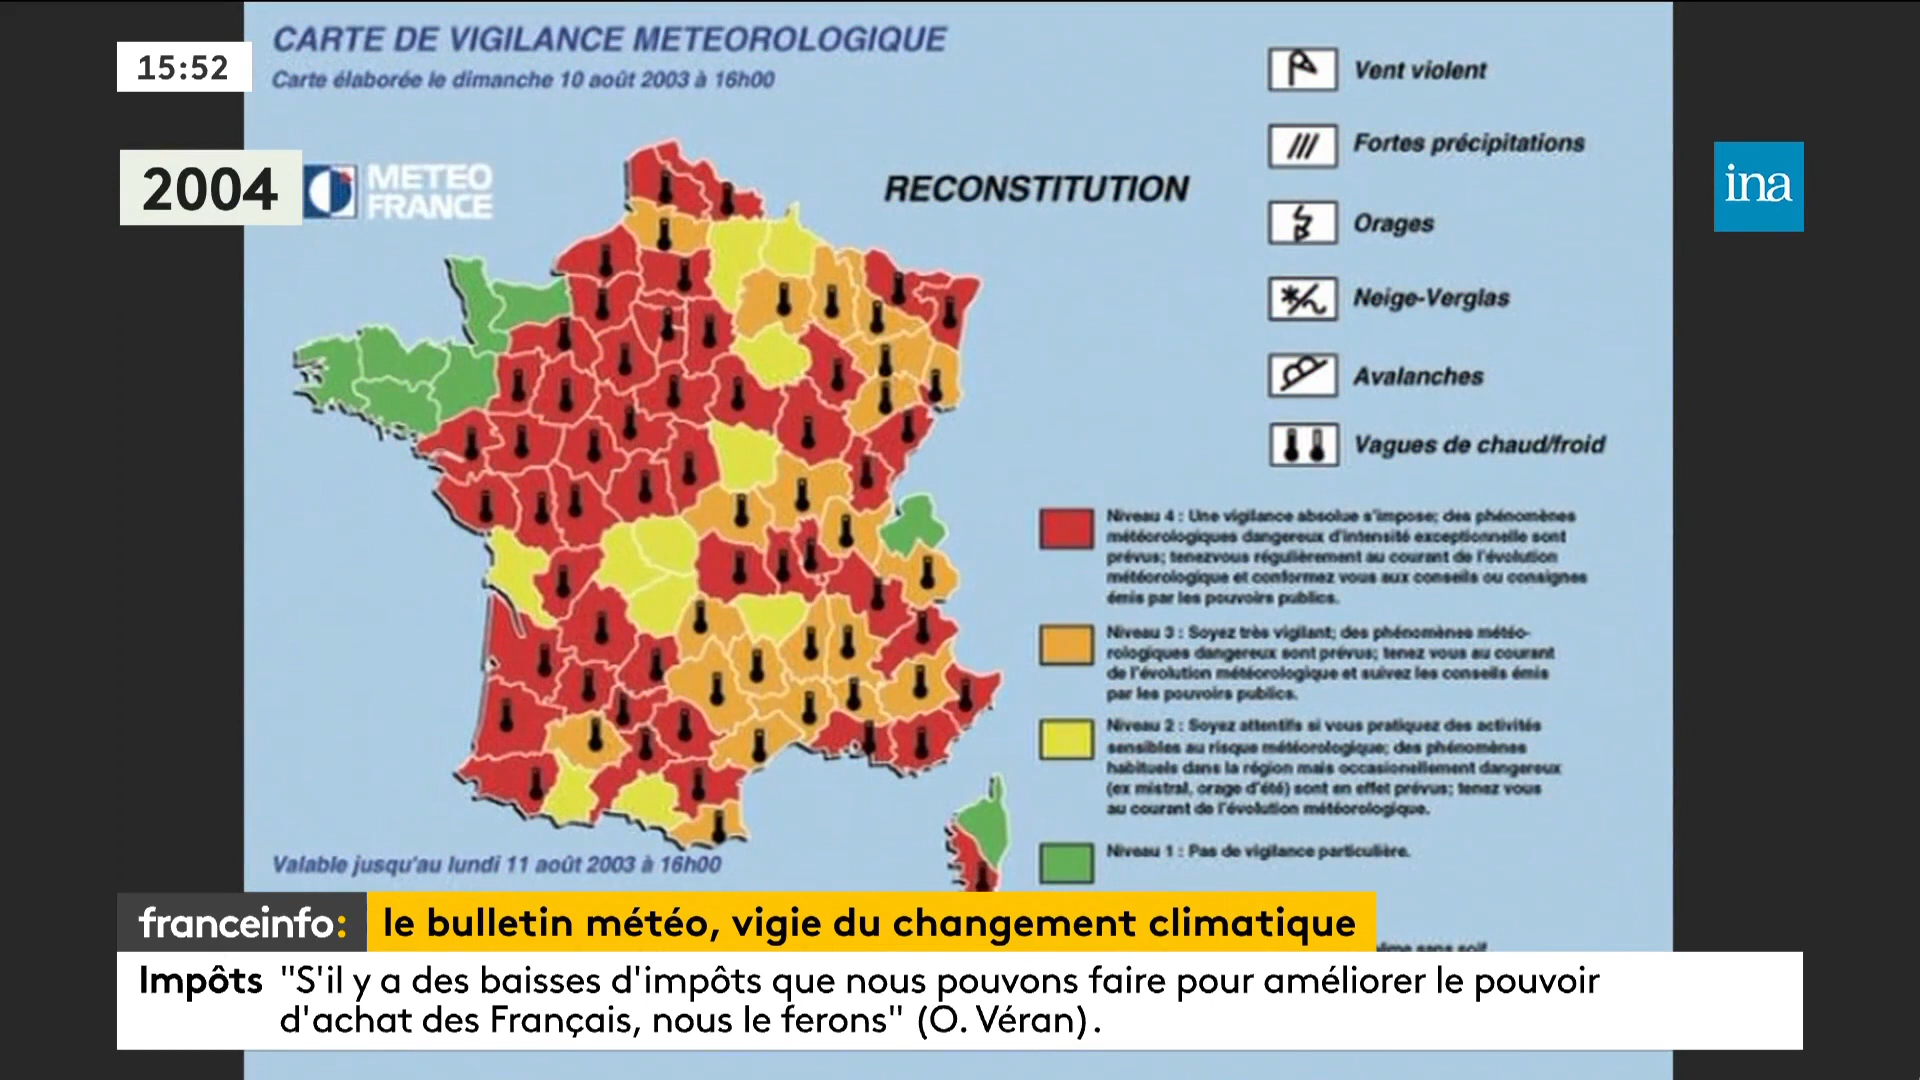 CARTE DE VIGILANCE METEOROLOGIQUE
Carte élaborée le dimanche 10 août 2003 à 16h00
15:52
2004
METEO
FRANCE
RECONSTITUTION
ina
Vent violent
Fortes précipitations
Orages
Neige-Verglas
Avalanches
Vagues de chaud/froid
Niveau 4 : Une vigilance absolue s'impose; des phénomènes
météorologiques dangereux d'intensité exceptionnelle sont
prévus; tenezvous régulièrement au courant de l'évolution
météorologique et conformez vous aux conseils ou consignes
émis par les pouvoirs publics.
Niveau 3 : Soyez très vigilant; des phénomènes météo-
rologiques dangereux sont prévus; tenez vous au courant
de l'évolution météorologique et suivez les conseils émis
par les pouvoirs publics.
Niveau 2 : Soyez attentifs si vous pratiquez des activités
sensibles au risque météorologique; des phénomènes
habituels dans la région mais occasionellement dangereux
(ex mistral, orage d'été) sont en effet prévus; tenez vous
au courant de l'évolution météorologique.
Niveau 1 : Pas de vigilance particulière.
Valable jusqu'au lundi 11 août 2003 à 16h00
franceinfo:
le bulletin météo, vigie du changement climatique
sans soif
Impôts "S'il y a des baisses d'impôts que nous pouvons faire pour améliorer le pouvoir
d'achat des Français, nous le ferons" (O. Véran).